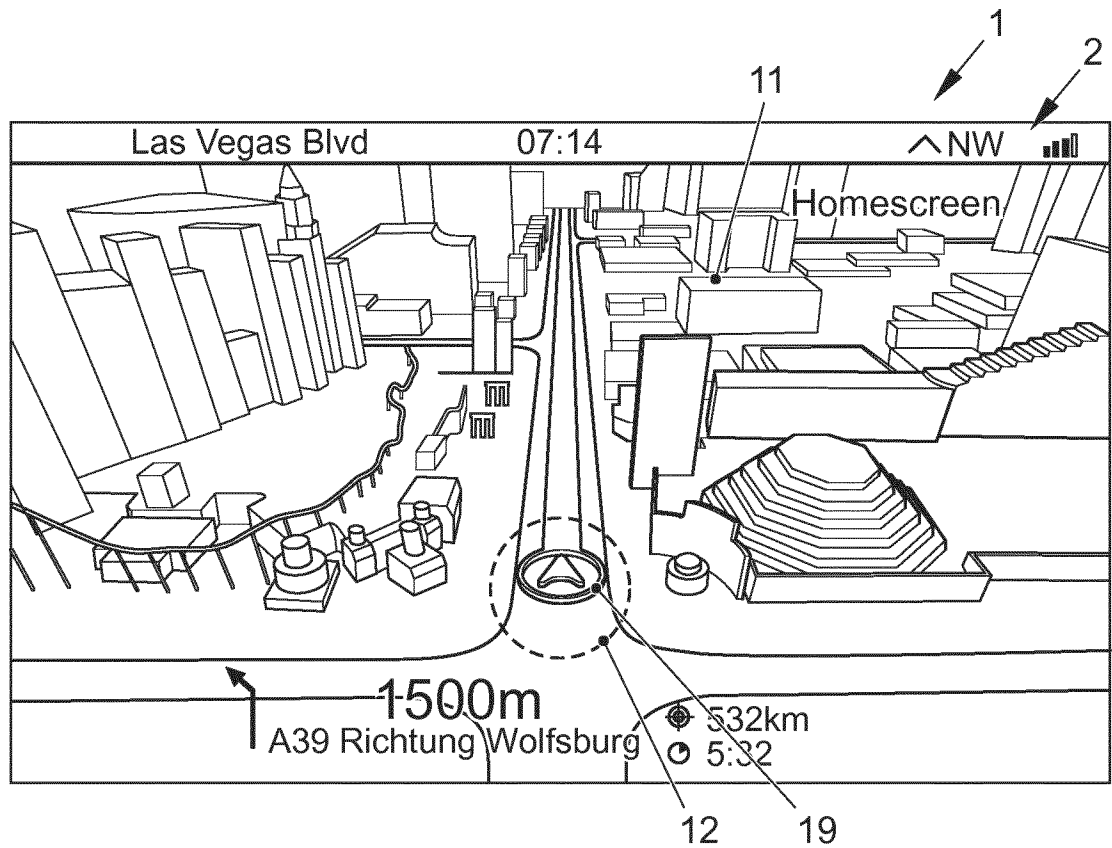 1
2
11
Las Vegas Blvd 07:14 NW
Homescreen
1500m
A39 Richtung Wolfsburg
532km
5:32
12 19